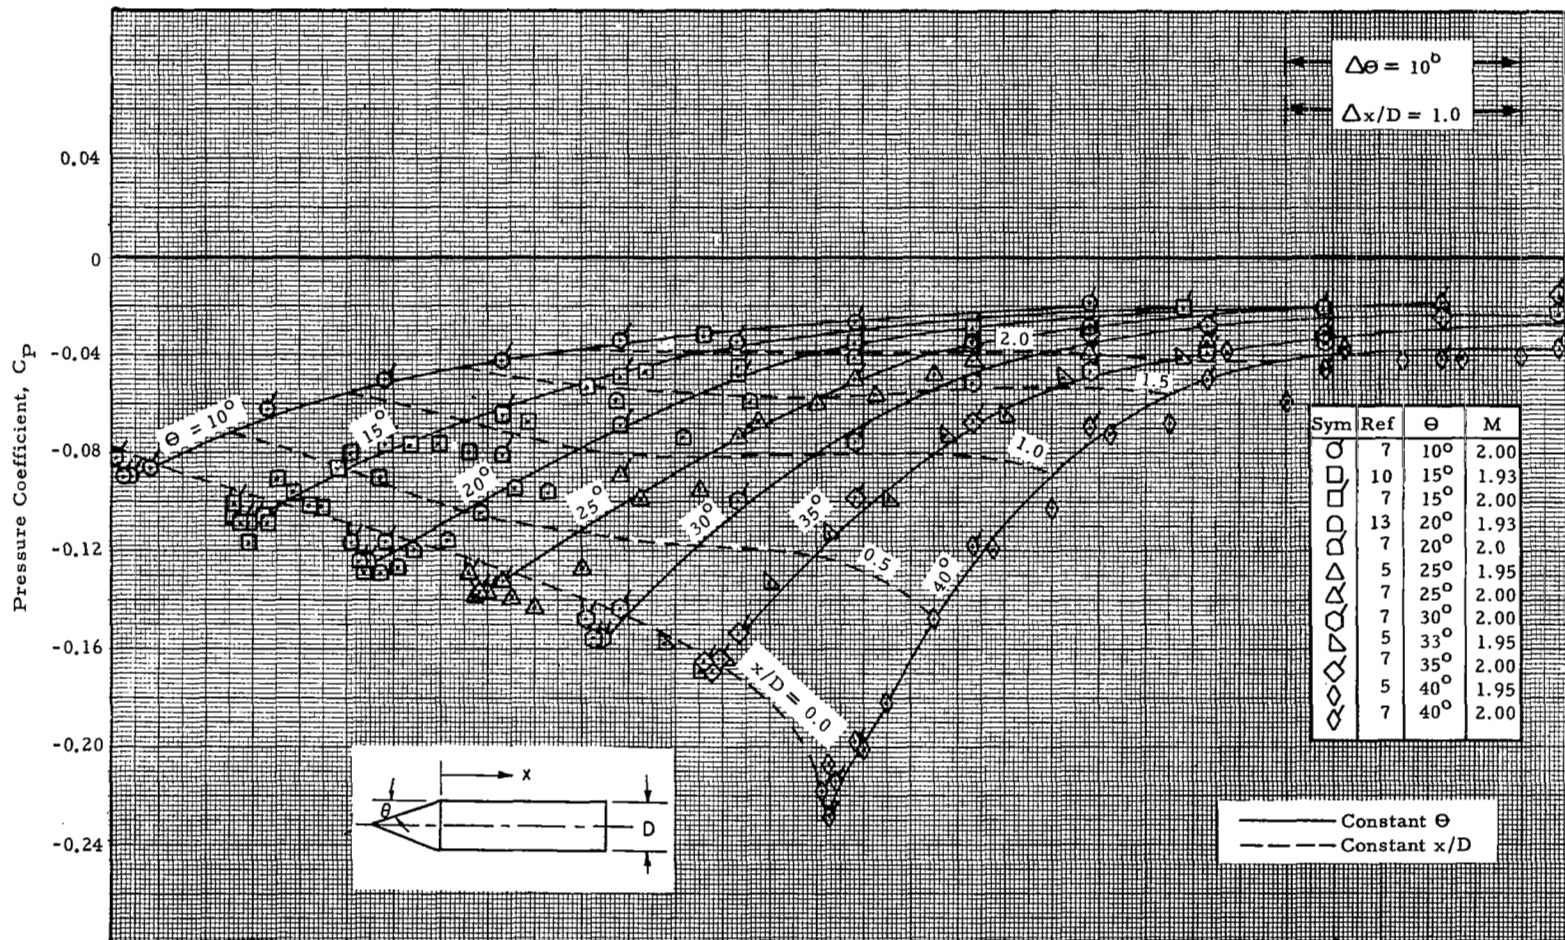 Δθ = 10°
Δx/D = 1.0
0.04
0
-0.04
-0.08
-0.12
-0.16
-0.20
-0.24
Pressure Coefficient, Cp
θ = 10°
15°
20°
25°
30°
35°
40°
2.0
1.5
1.0
0.5
x/D = 0.0
Sym Ref θ M
7 10° 2.00
10 15° 1.93
7 15° 2.00
13 20° 1.93
7 20° 2.0
5 25° 1.95
7 25° 2.00
7 30° 2.00
5 33° 1.95
7 35° 2.00
5 40° 1.95
7 40° 2.00
x
θ
D
Constant θ
Constant x/D